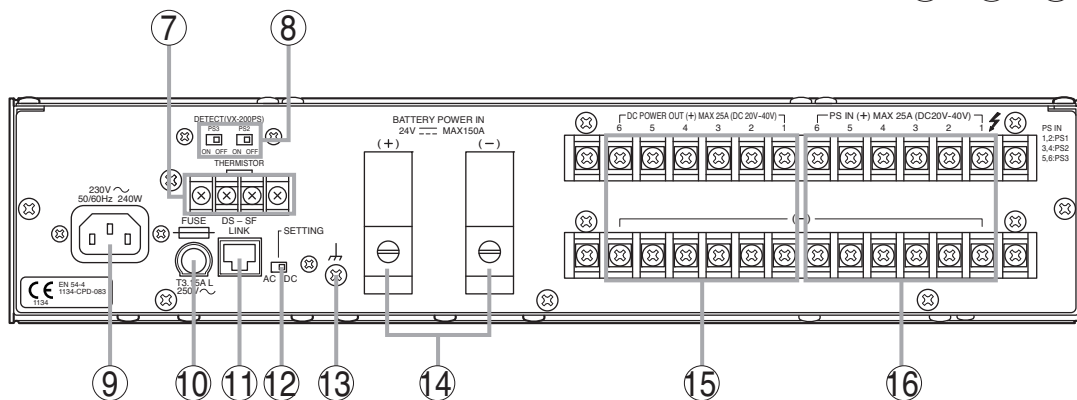 ⑦ ⑧
DETECT(VX-200PS)
PS3 PS2
ON OFF ON OFF
THERMISTOR
BATTERY POWER IN
24V MAX150A
(+) (−)
DC POWER OUT (+) MAX 25A (DC 20V-40V)
6 5 4 3 2 1
PS IN (+) MAX 25A (DC20V-40V)
6 5 4 3 2 1
PS IN
1,2:PS1
3,4:PS2
5,6:PS3
(−)
230V
50/60Hz 240W
FUSE
T3.15A L
250V
DS – SF
LINK
SETTING
AC DC
CE
1134
EN 54-4
1134-CPD-083
⑨ ⑩ ⑪ ⑫ ⑬ ⑭ ⑮ ⑯